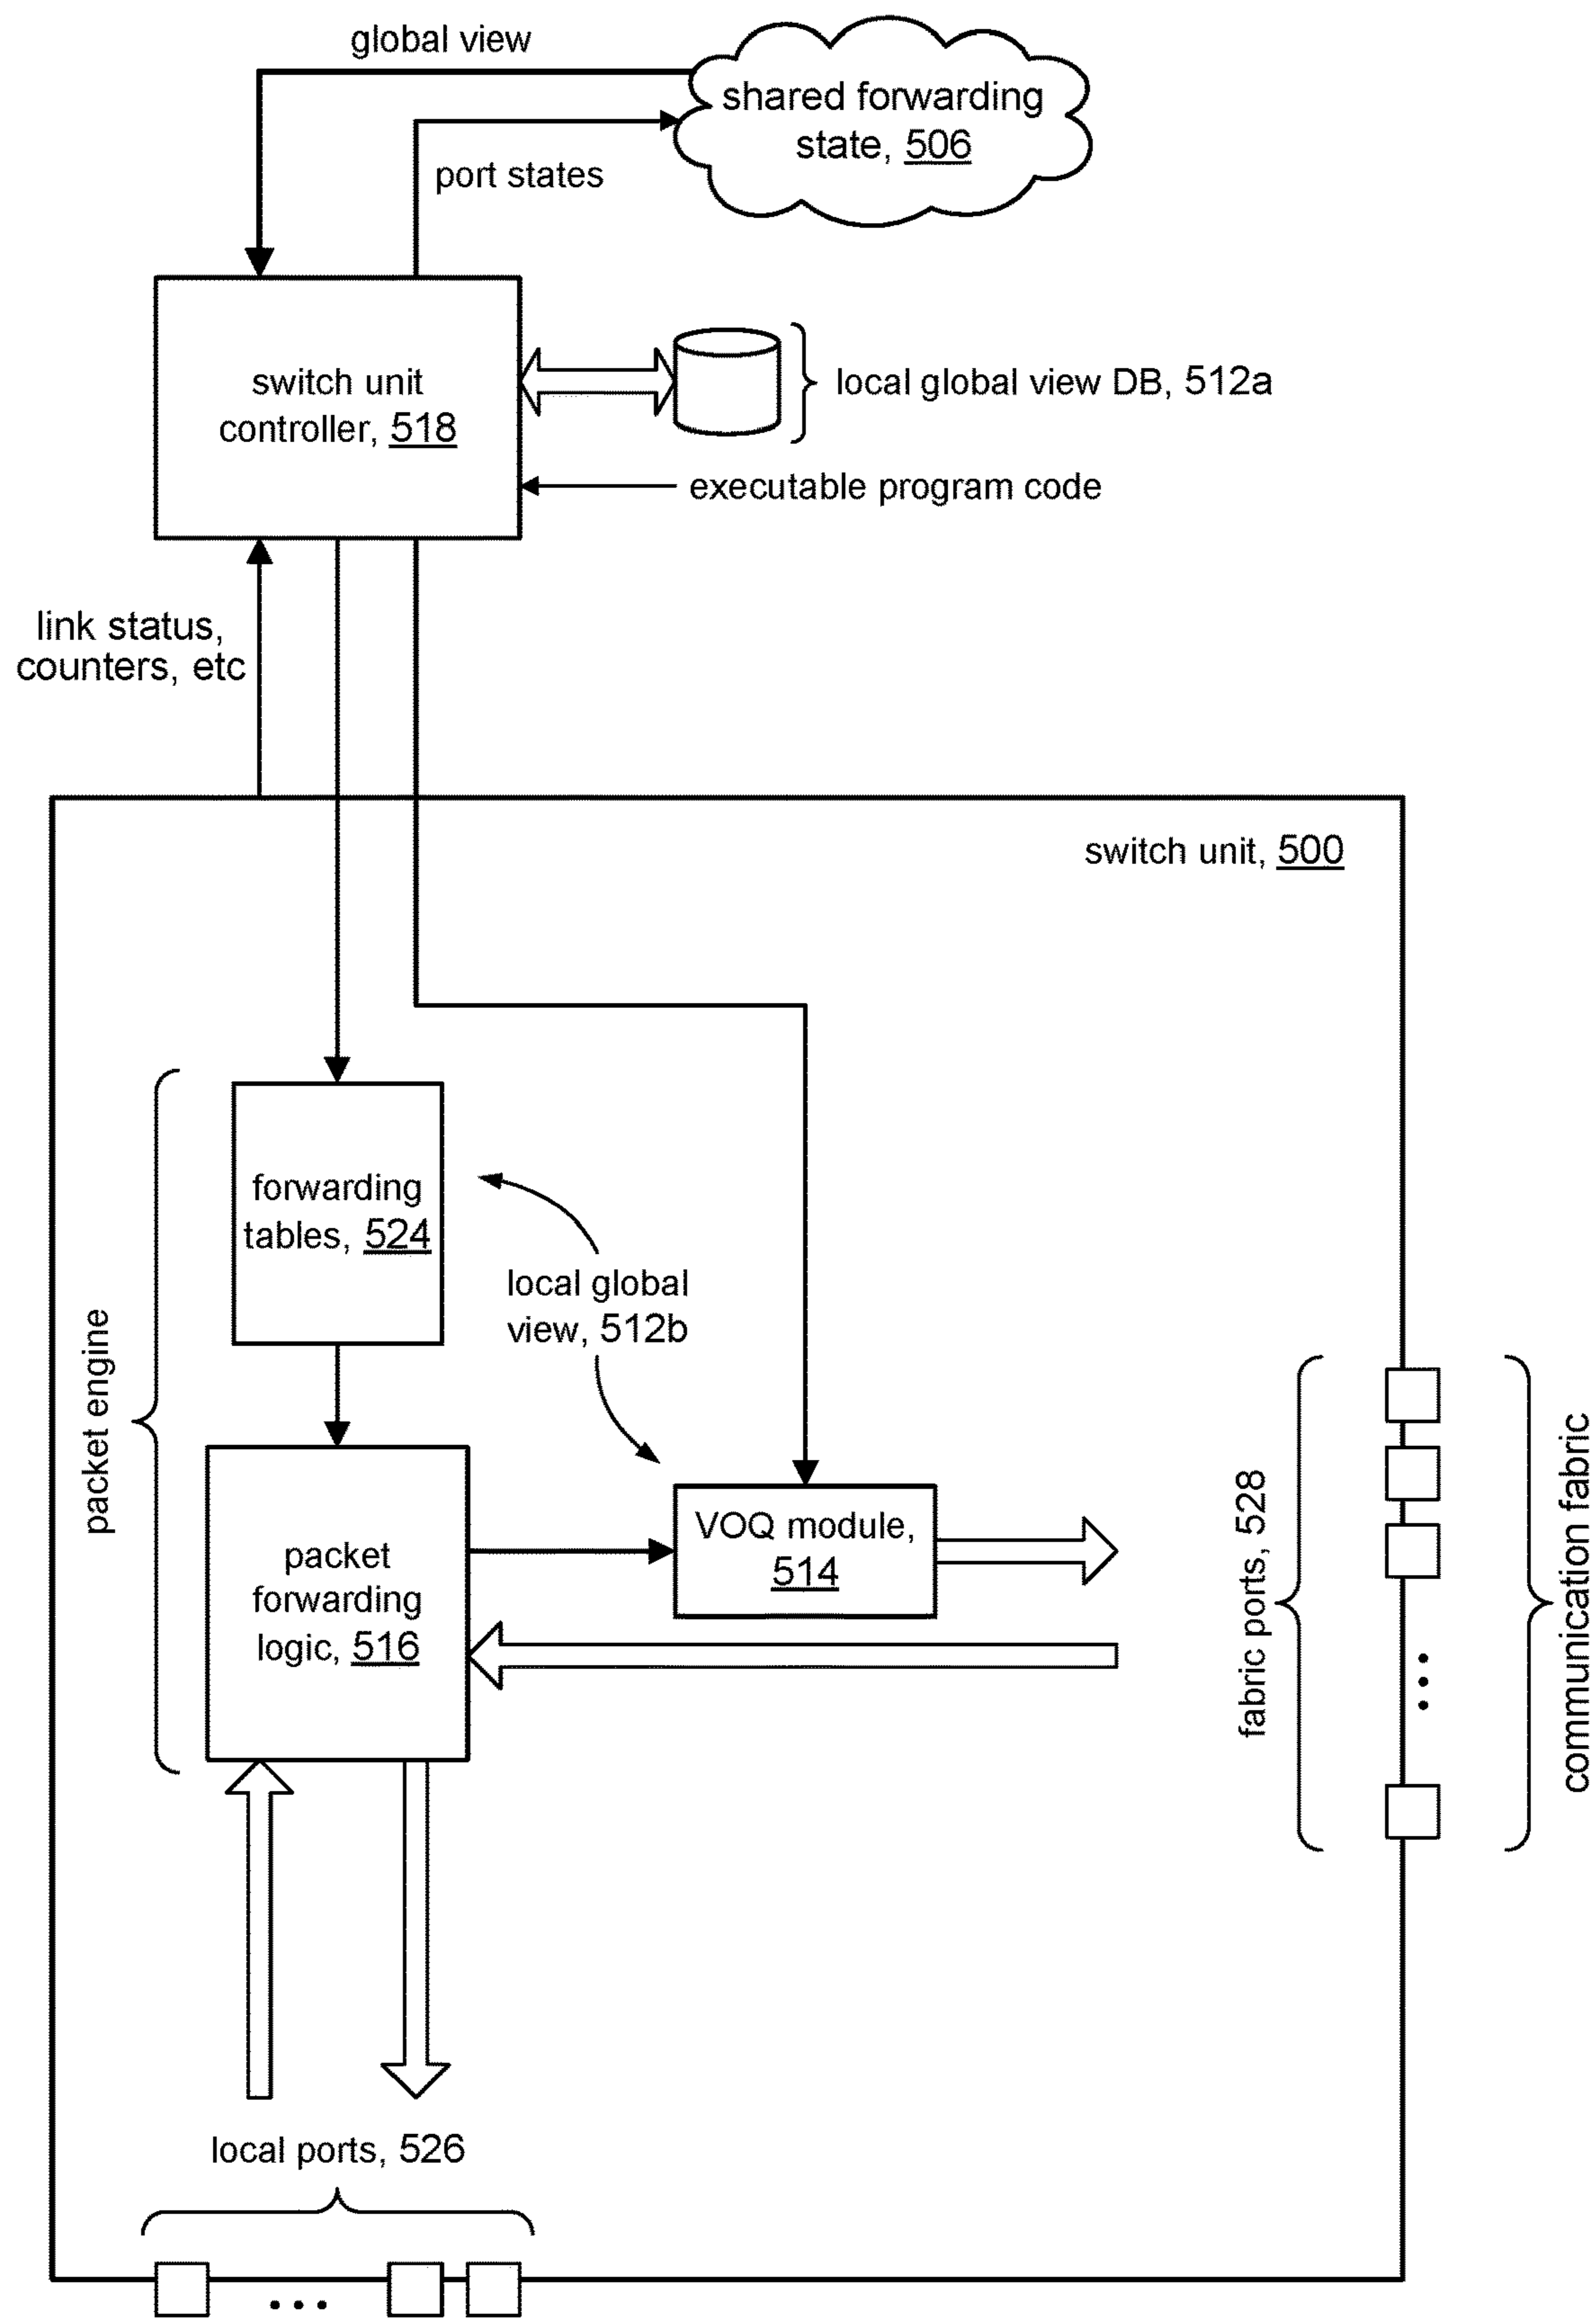 global view
shared forwarding
state, 506
port states
switch unit
controller, 518
local global view DB, 512a
executable program code
link status,
counters, etc
switch unit, 500
forwarding
tables, 524
local global
view, 512b
packet engine
packet
forwarding
logic, 516
VOQ module,
514
fabric ports, 528
communication fabric
local ports, 526